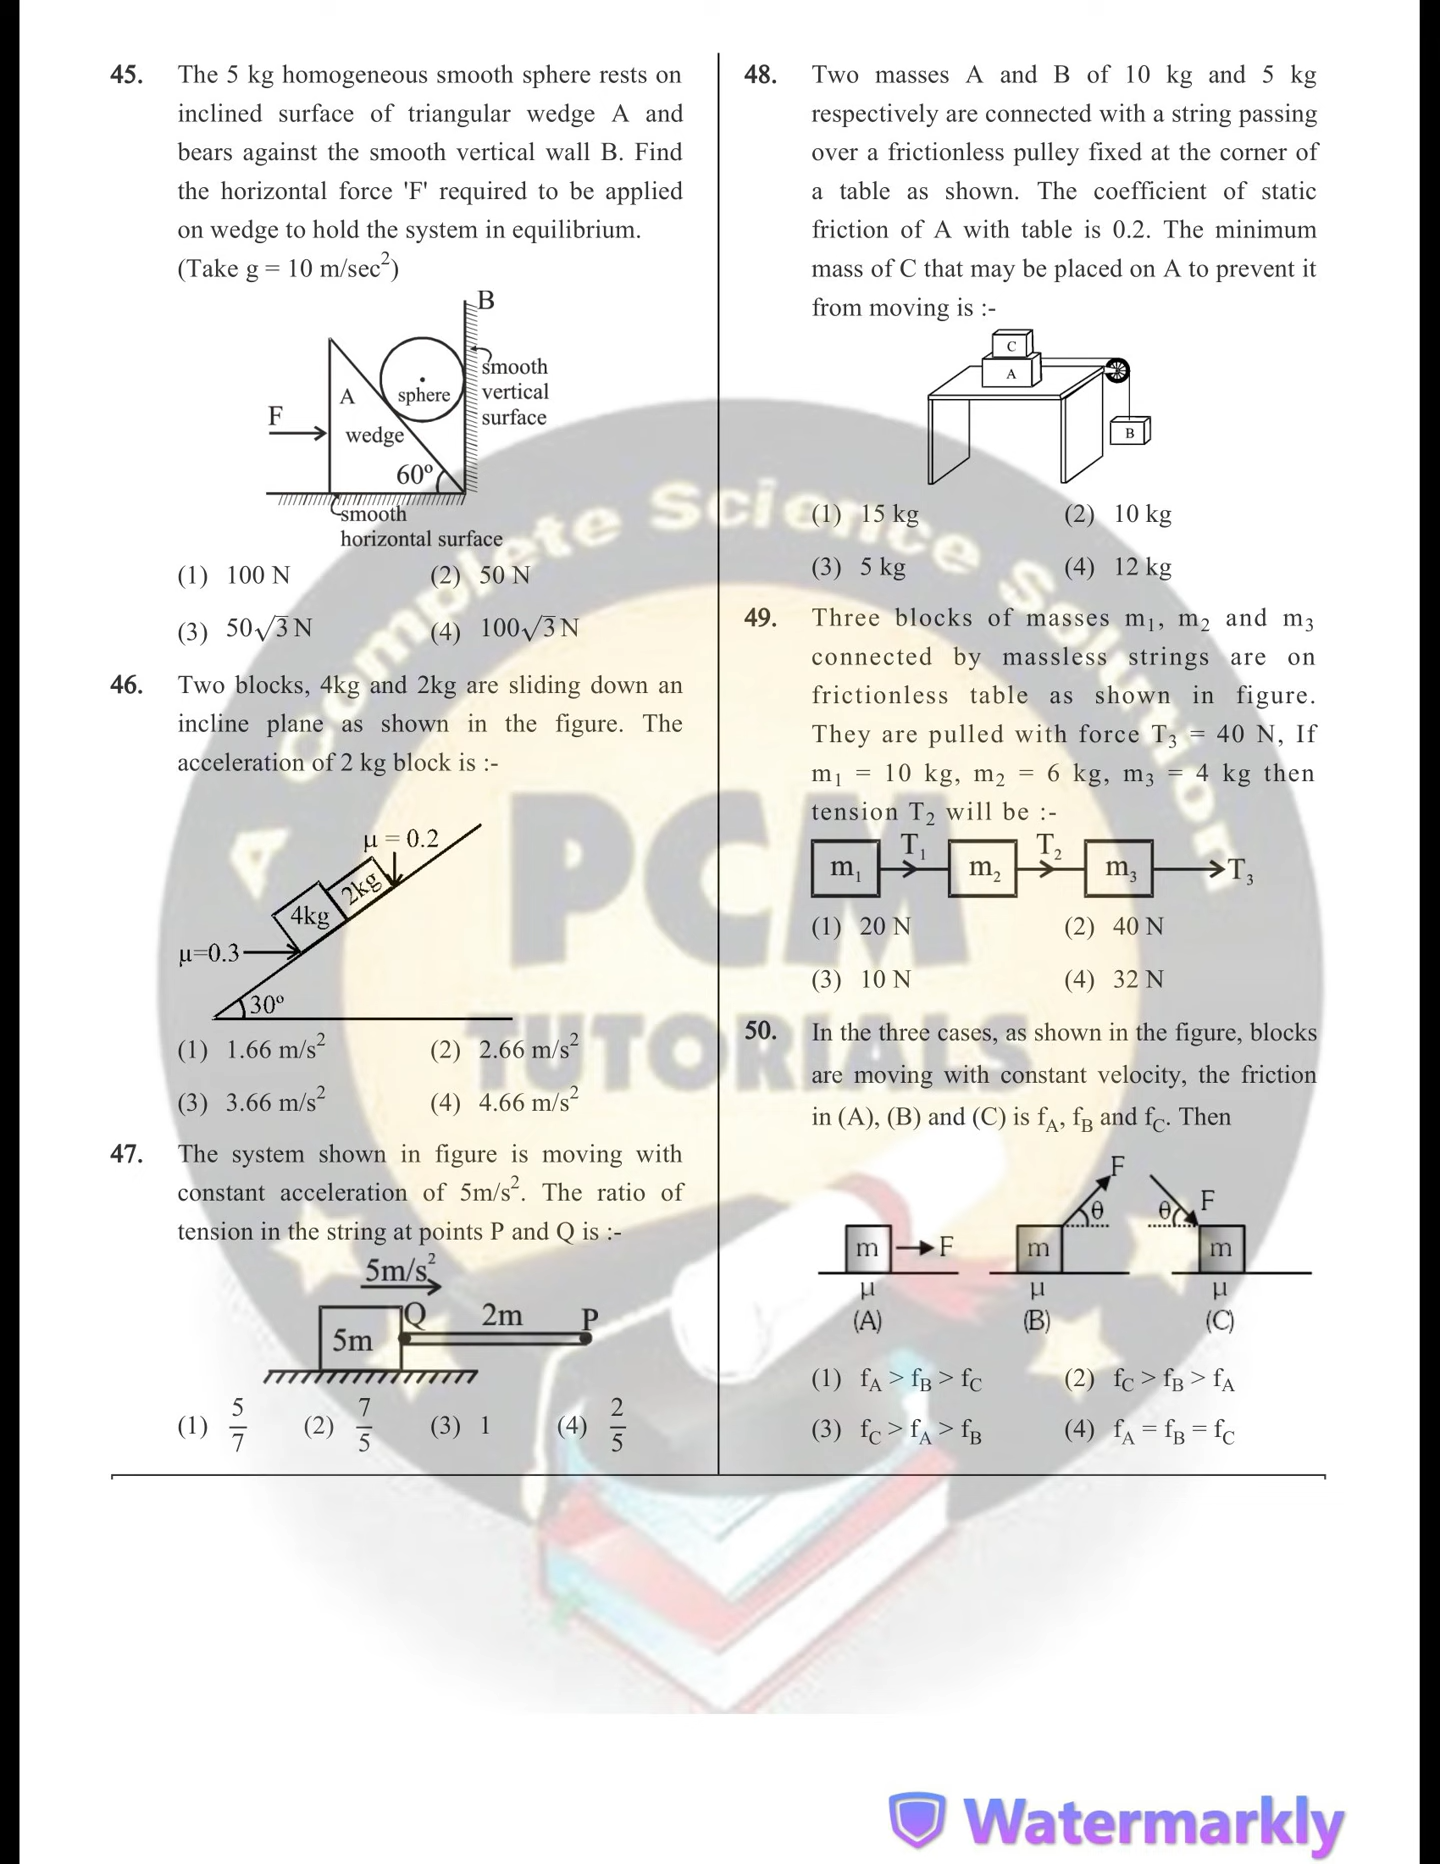 45. The 5 kg homogeneous smooth sphere rests on
inclined surface of triangular wedge A and
bears against the smooth vertical wall B. Find
the horizontal force 'F' required to be applied
on wedge to hold the system in equilibrium.
(Take g = 10 m/sec²)
B
smooth
vertical
surface
A
sphere
F
wedge
60º
smooth
horizontal surface
(1) 100 N (2) 50 N
(3) 50√3 N (4) 100√3 N
46. Two blocks, 4kg and 2kg are sliding down an
incline plane as shown in the figure. The
acceleration of 2 kg block is :-
μ = 0.2
2kg
4kg
μ=0.3
30º
(1) 1.66 m/s² (2) 2.66 m/s²
(3) 3.66 m/s² (4) 4.66 m/s²
47. The system shown in figure is moving with
constant acceleration of 5m/s². The ratio of
tension in the string at points P and Q is :-
5m/s²
Q 2m P
5m
(1) 5/7 (2) 7/5 (3) 1 (4) 2/5
48. Two masses A and B of 10 kg and 5 kg
respectively are connected with a string passing
over a frictionless pulley fixed at the corner of
a table as shown. The coefficient of static
friction of A with table is 0.2. The minimum
mass of C that may be placed on A to prevent it
from moving is :-
C
A
B
(1) 15 kg (2) 10 kg
(3) 5 kg (4) 12 kg
49. Three blocks of masses m₁, m₂ and m₃
connected by massless strings are on
frictionless table as shown in figure.
They are pulled with force T₃ = 40 N, If
m₁ = 10 kg, m₂ = 6 kg, m₃ = 4 kg then
tension T₂ will be :-
m₁ T₁ m₂ T₂ m₃ T₃
(1) 20 N (2) 40 N
(3) 10 N (4) 32 N
50. In the three cases, as shown in the figure, blocks
are moving with constant velocity, the friction
in (A), (B) and (C) is f_A, f_B and f_C. Then
F
θ
θ F
m F m m
μ μ μ
(A) (B) (C)
(1) f_A > f_B > f_C (2) f_C > f_B > f_A
(3) f_C > f_A > f_B (4) f_A = f_B = f_C
A Complete Science Solution
PCM
TUTORIALS
Watermarkly